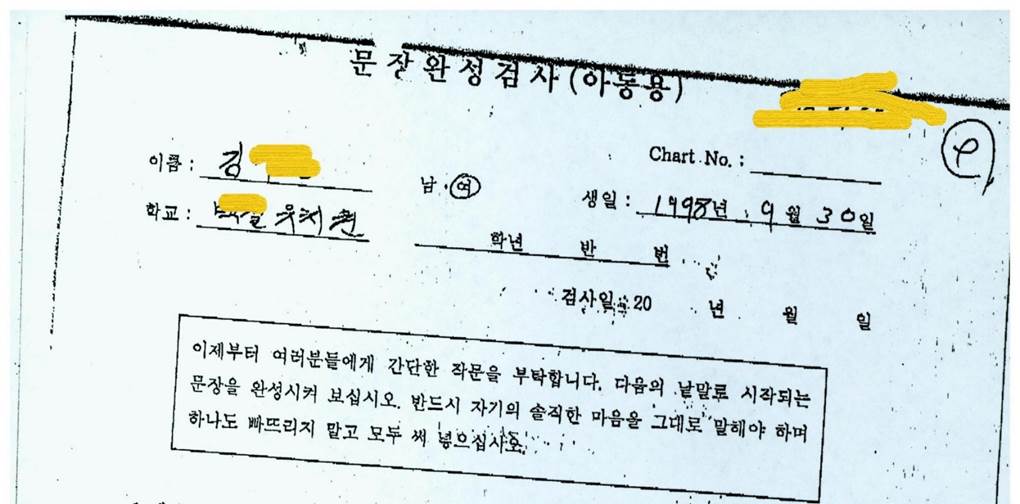 문장완성검사(아동용)
이름 : 김
Chart No. :
남 · 여
생일 : 1998년 9월 30일
학교 : 유치원
학년 반 번
검사일 : 20 년 월 일
이제부터 여러분들에게 간단한 작문을 부탁합니다. 다음의 낱말로 시작되는
문장을 완성시켜 보십시오. 반드시 자기의 솔직한 마음을 그대로 말해야 하며
하나도 빠뜨리지 말고 모두 써 넣으십시오.